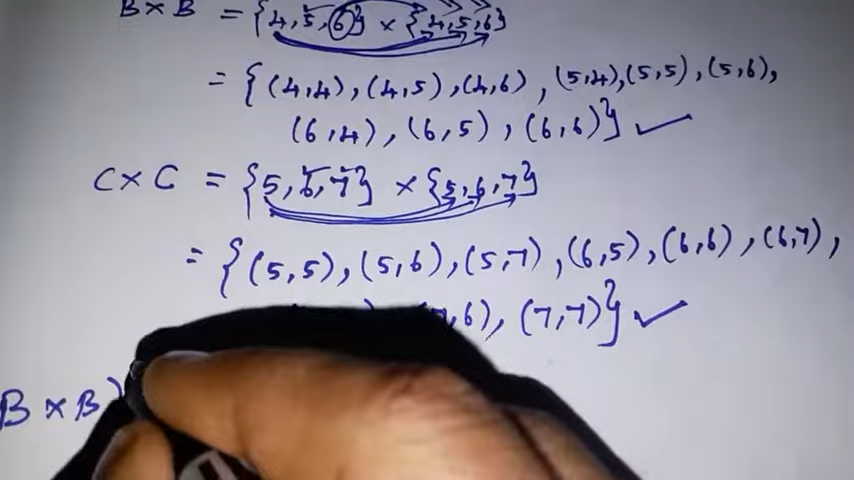 B × B = {4,5,6} × {4,5,6}
= {(4,4),(4,5),(4,6),(5,4),(5,5),(5,6),
(6,4),(6,5),(6,6)} ✓
C × C = {5,6,7} × {5,6,7}
= {(5,5),(5,6),(5,7),(6,5),(6,6),(6,7),
,6),(7,7)} ✓
B × B)